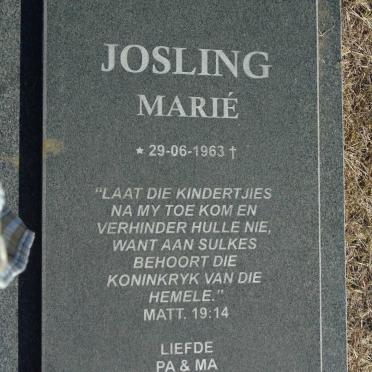 JOSLING
MARIÉ
* 29-06-1963 †
"LAAT DIE KINDERTJIES
NA MY TOE KOM EN
VERHINDER HULLE NIE,
WANT AAN SULKES
BEHOORT DIE
KONINKRYK VAN DIE
HEMELE."
MATT. 19:14
LIEFDE
PA & MA